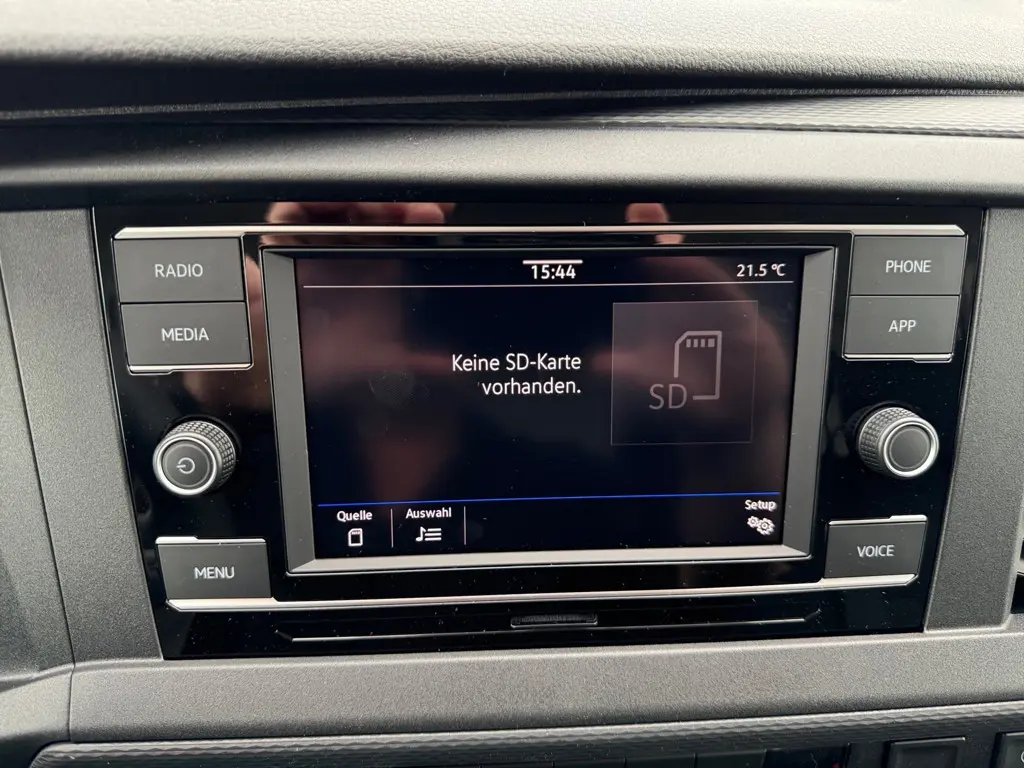 RADIO
MEDIA
MENU
15:44
21.5 °C
Keine SD-Karte
vorhanden.
SD
Quelle
Auswahl
Setup
PHONE
APP
VOICE